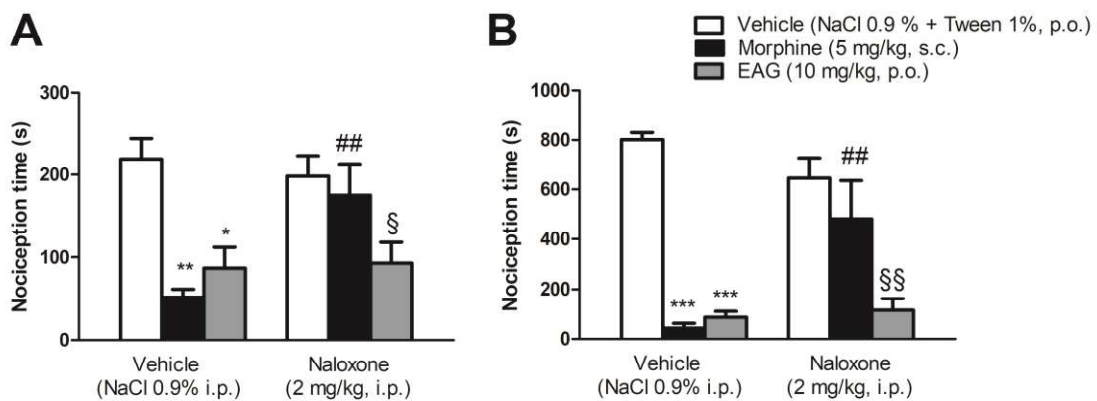 A
B
Vehicle (NaCl 0.9 % + Tween 1%, p.o.)
Morphine (5 mg/kg, s.c.)
EAG (10 mg/kg, p.o.)
Nociception time (s)
300
200
100
0
**
*
##
§
Vehicle
(NaCl 0.9% i.p.)
Naloxone
(2 mg/kg, i.p.)
Nociception time (s)
1000
800
600
400
200
0
***
***
##
§§
Vehicle
(NaCl 0.9% i.p.)
Naloxone
(2 mg/kg, i.p.)